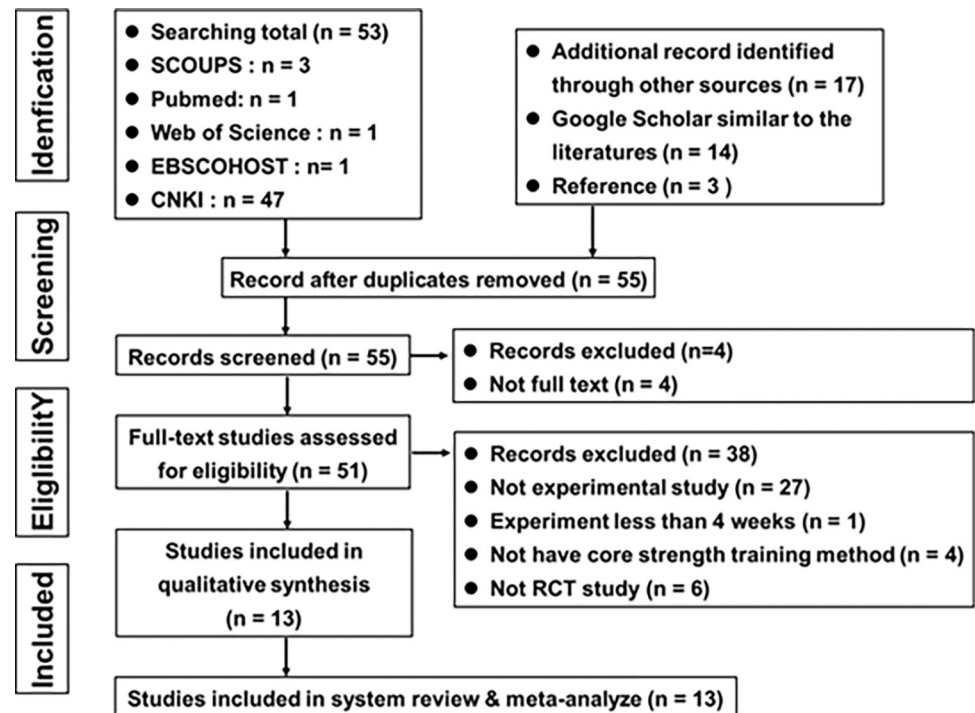 Idenfication
● Searching total (n = 53)
● SCOUPS : n = 3
● Pubmed: n = 1
● Web of Science : n = 1
● EBSCOHOST : n= 1
● CNKI : n = 47
● Additional record identified
through other sources (n = 17)
● Google Scholar similar to the
literatures (n = 14)
● Reference (n = 3 )
Screening
Record after duplicates removed (n = 55)
Records screened (n = 55)
● Records excluded (n=4)
● Not full text (n = 4)
EliglibilitY
Full-text studies assessed
for eligibility (n = 51)
● Records excluded (n = 38)
● Not experimental study (n = 27)
● Experiment less than 4 weeks (n = 1)
● Not have core strength training method (n = 4)
● Not RCT study (n = 6)
Included
Studies included in
qualitative synthesis
(n = 13)
Studies included in system review & meta-analyze (n = 13)